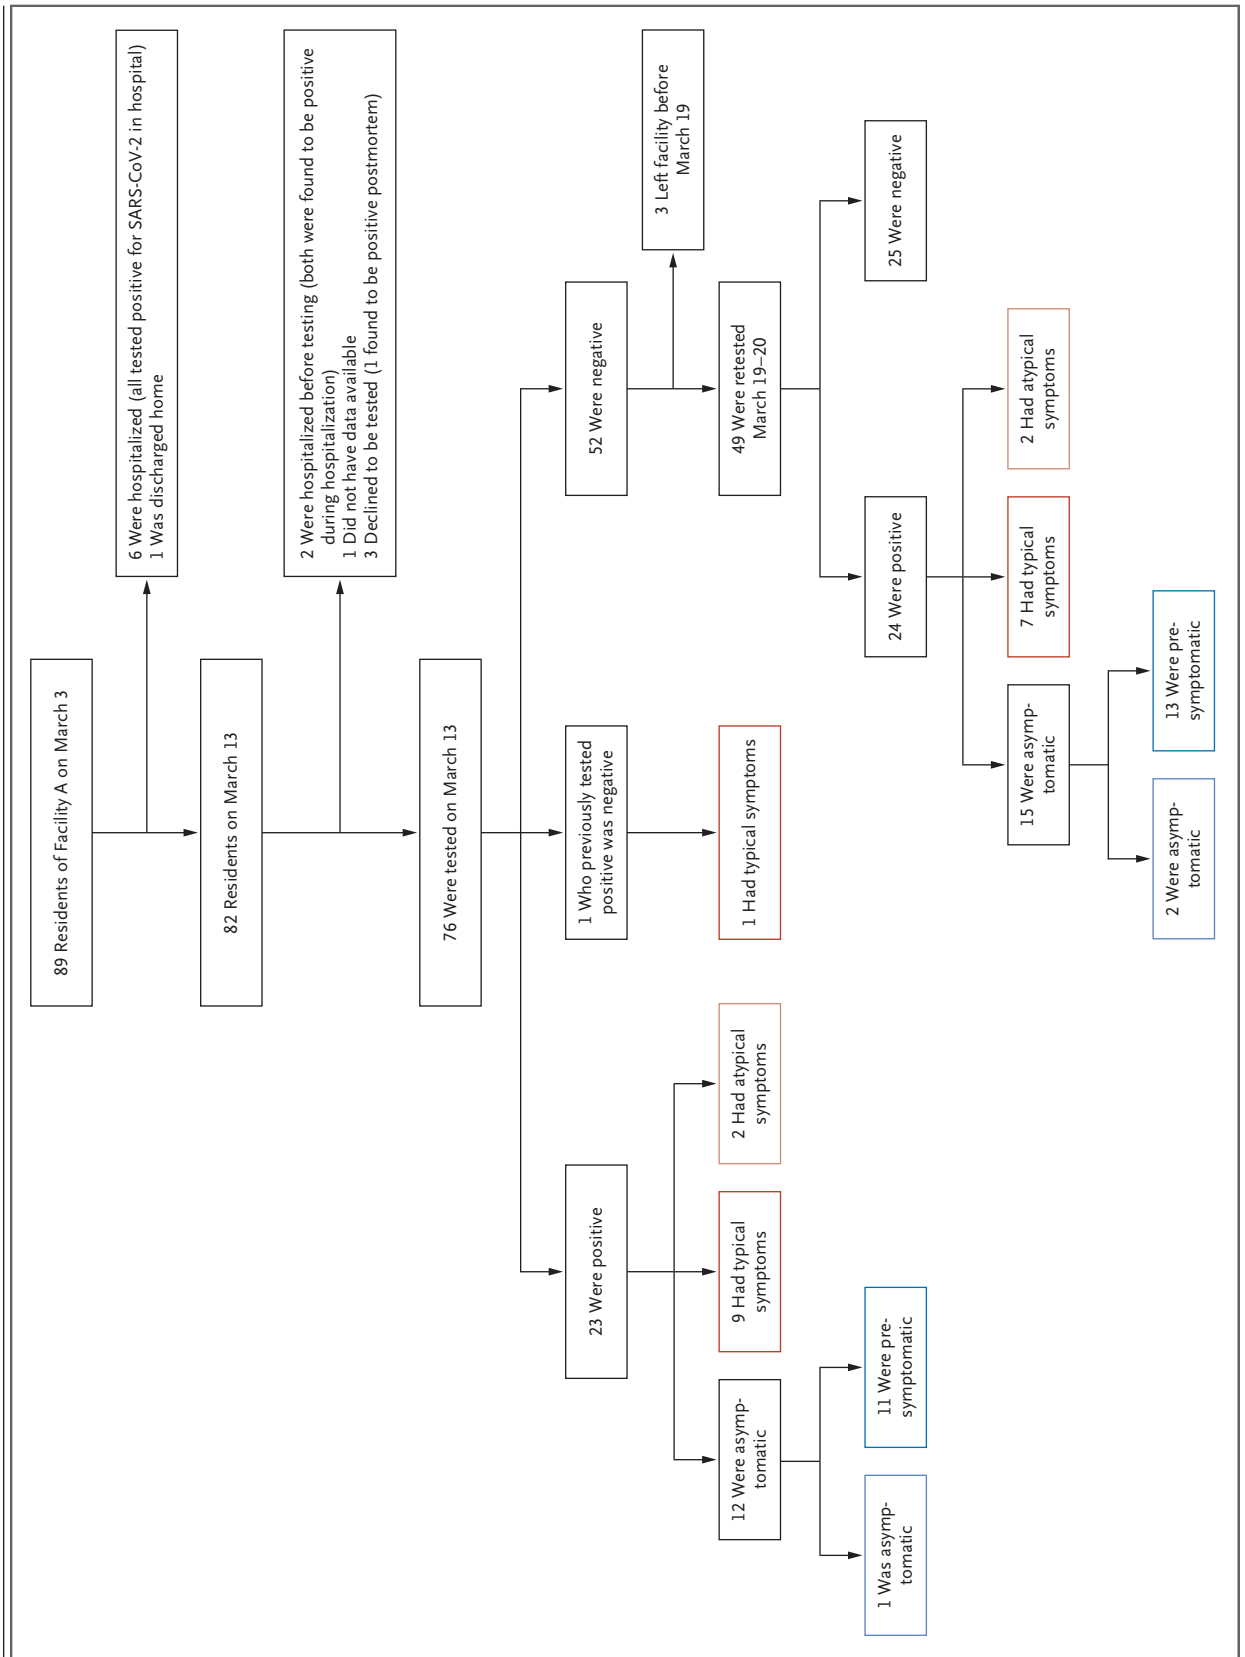 89 Residents of Facility A on March 3
6 Were hospitalized (all tested positive for SARS-CoV-2 in hospital)
1 Was discharged home
82 Residents on March 13
2 Were hospitalized before testing (both were found to be positive
during hospitalization)
1 Did not have data available
3 Declined to be tested (1 found to be positive postmortem)
76 Were tested on March 13
23 Were positive
1 Who previously tested
positive was negative
52 Were negative
3 Left facility before
March 19
12 Were asymp-
tomatic
9 Had typical
symptoms
2 Had atypical
symptoms
1 Had typical symptoms
49 Were retested
March 19–20
1 Was asymp-
tomatic
11 Were pre-
symptomatic
24 Were positive
25 Were negative
15 Were asymp-
tomatic
7 Had typical
symptoms
2 Had atypical
symptoms
2 Were asymp-
tomatic
13 Were pre-
symptomatic